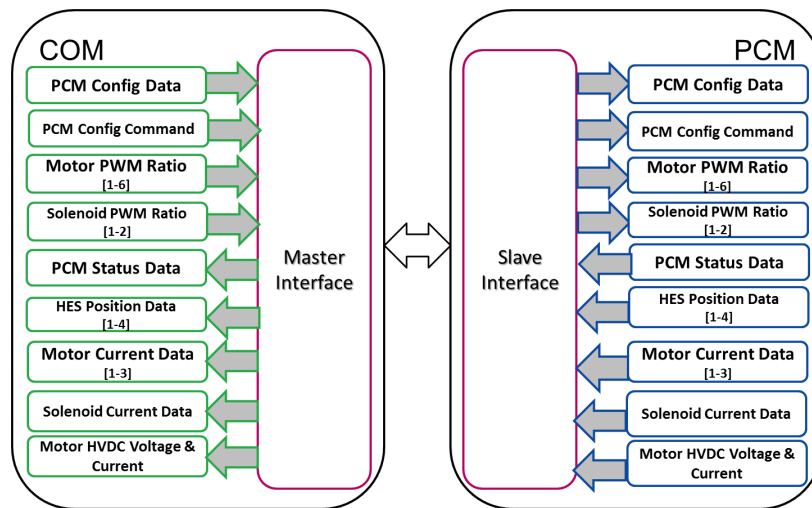 COM
PCM Config Data
PCM Config Command
Motor PWM Ratio
[1-6]
Solenoid PWM Ratio
[1-2]
PCM Status Data
HES Position Data
[1-4]
Motor Current Data
[1-3]
Solenoid Current Data
Motor HVDC Voltage &
Current
Master
Interface
PCM
Slave
Interface
PCM Config Data
PCM Config Command
Motor PWM Ratio
[1-6]
Solenoid PWM Ratio
[1-2]
PCM Status Data
HES Position Data
[1-4]
Motor Current Data
[1-3]
Solenoid Current Data
Motor HVDC Voltage &
Current